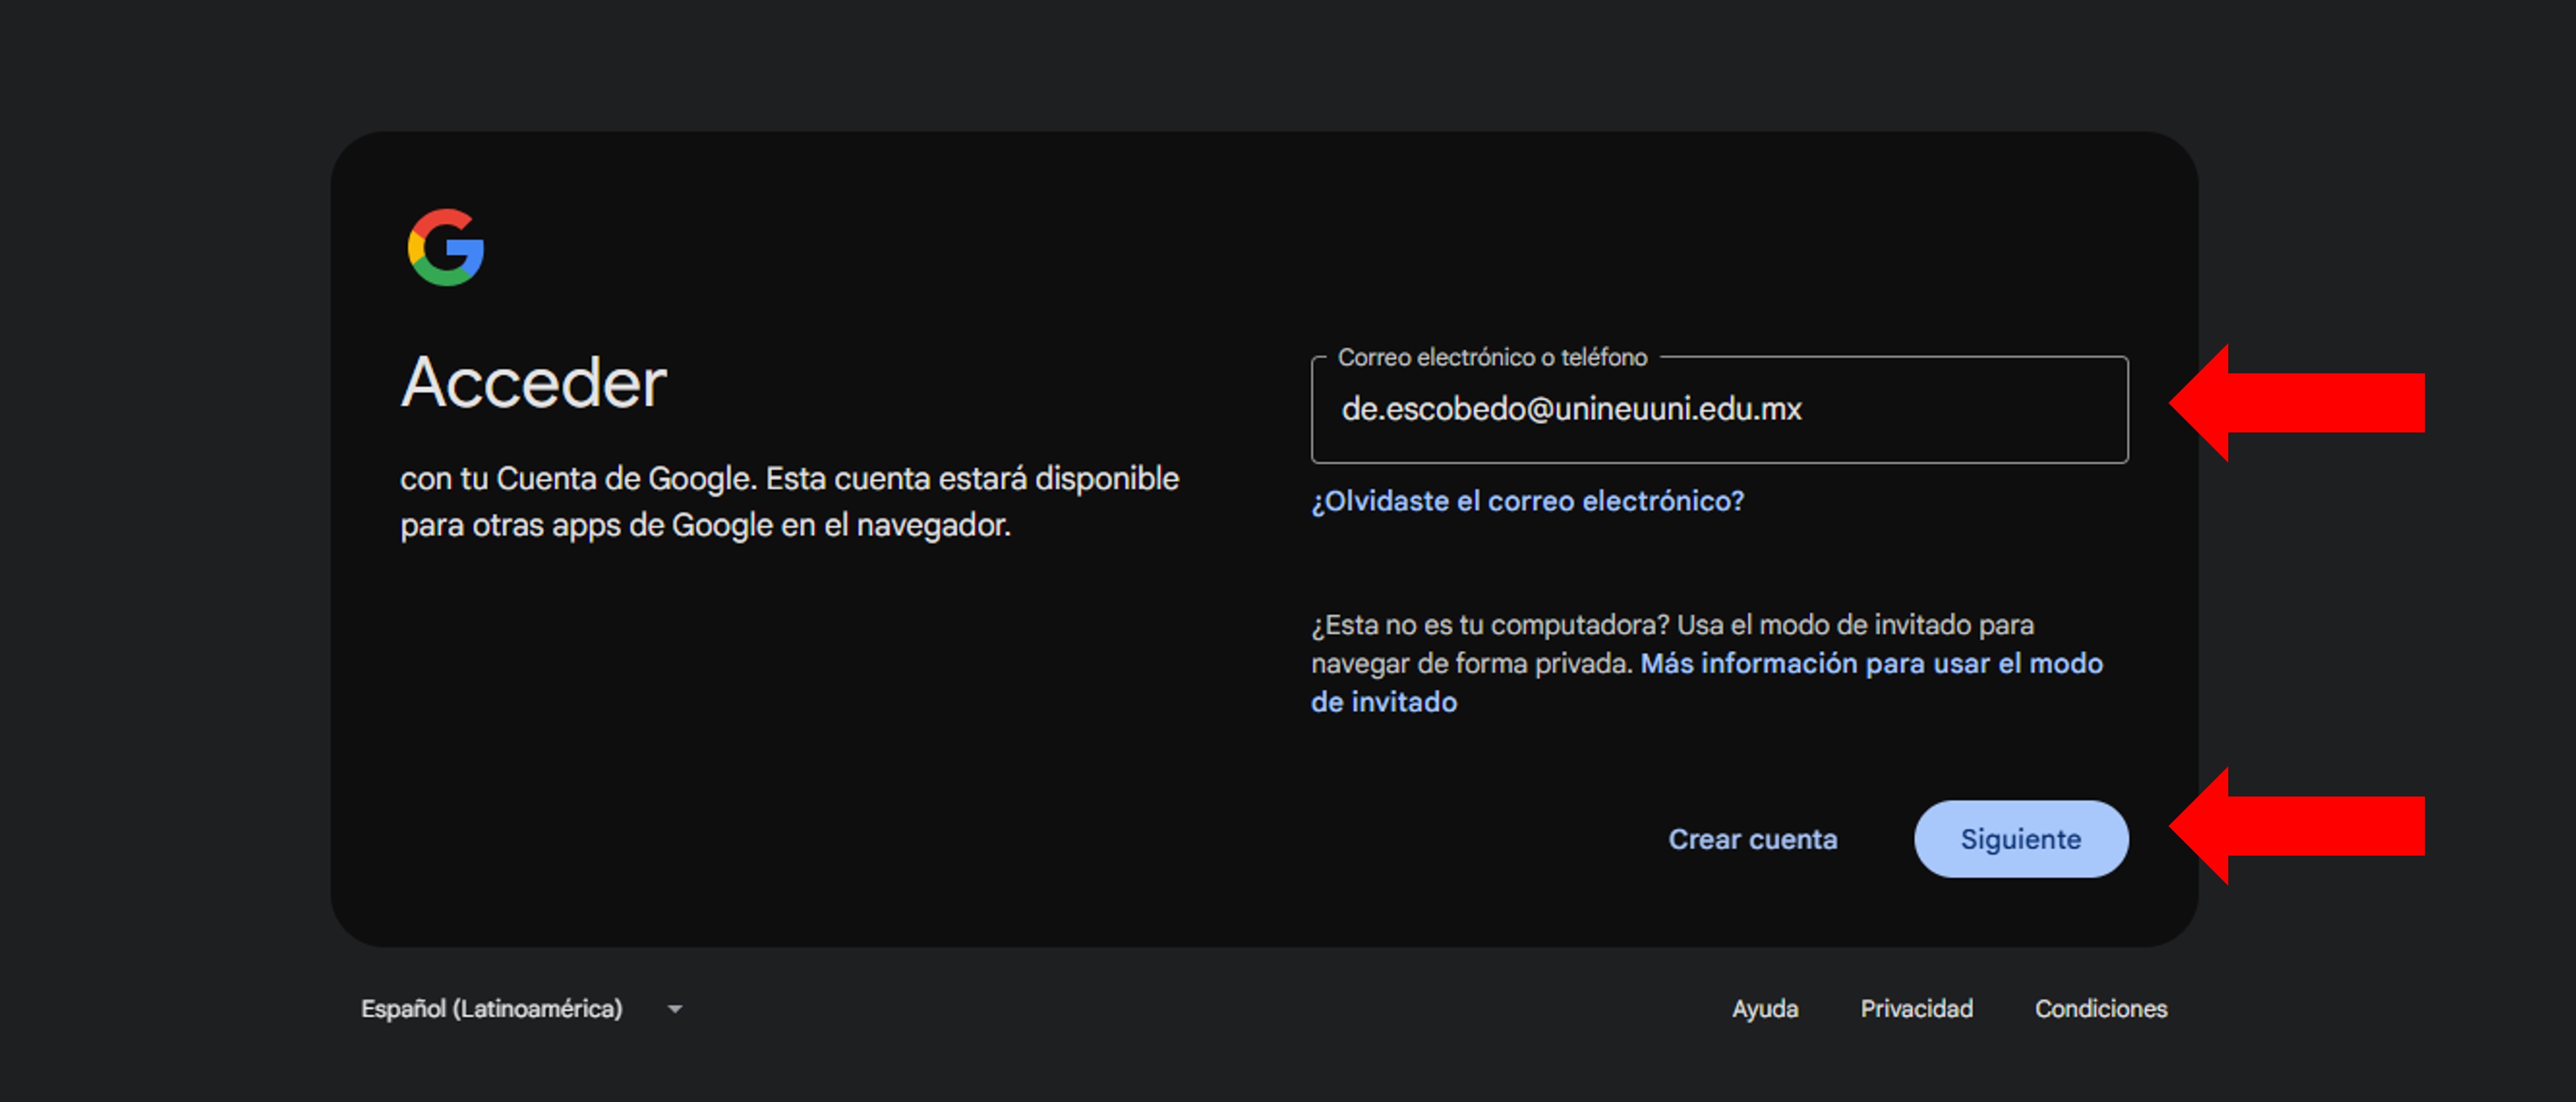 Acceder
con tu Cuenta de Google. Esta cuenta estará disponible
para otras apps de Google en el navegador.
Correo electrónico o teléfono
de.escobedo@unineuuni.edu.mx
¿Olvidaste el correo electrónico?
¿Esta no es tu computadora? Usa el modo de invitado para
navegar de forma privada. Más información para usar el modo
de invitado
Crear cuenta
Siguiente
Español (Latinoamérica)
Ayuda
Privacidad
Condiciones